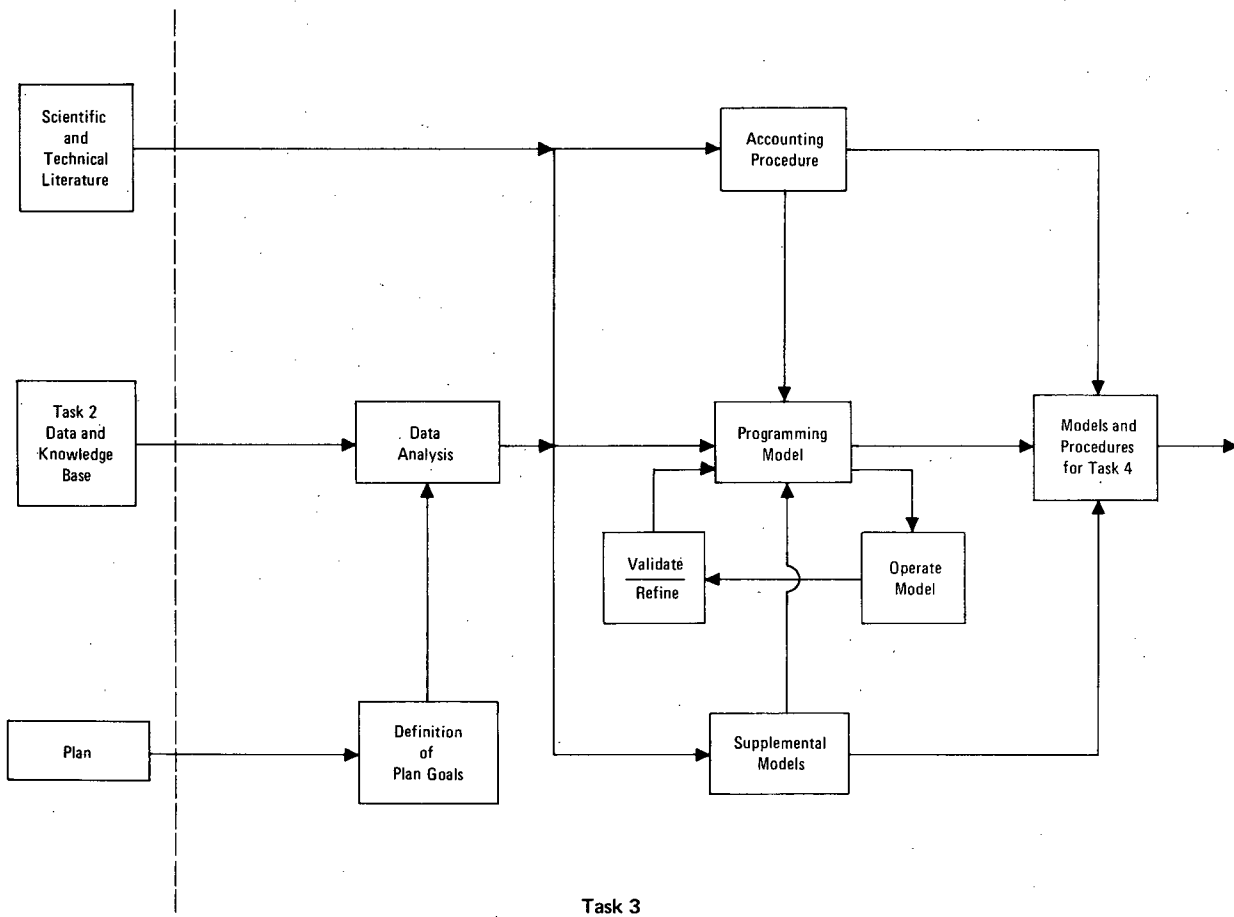 Scientific
and
Technical
Literature
Accounting
Procedure
Task 2
Data and
Knowledge
Base
Data
Analysis
Programming
Model
Models and
Procedures
for Task 4
Validate
Refine
Operate
Model
Plan
Definition
of
Plan Goals
Supplemental
Models
Task 3